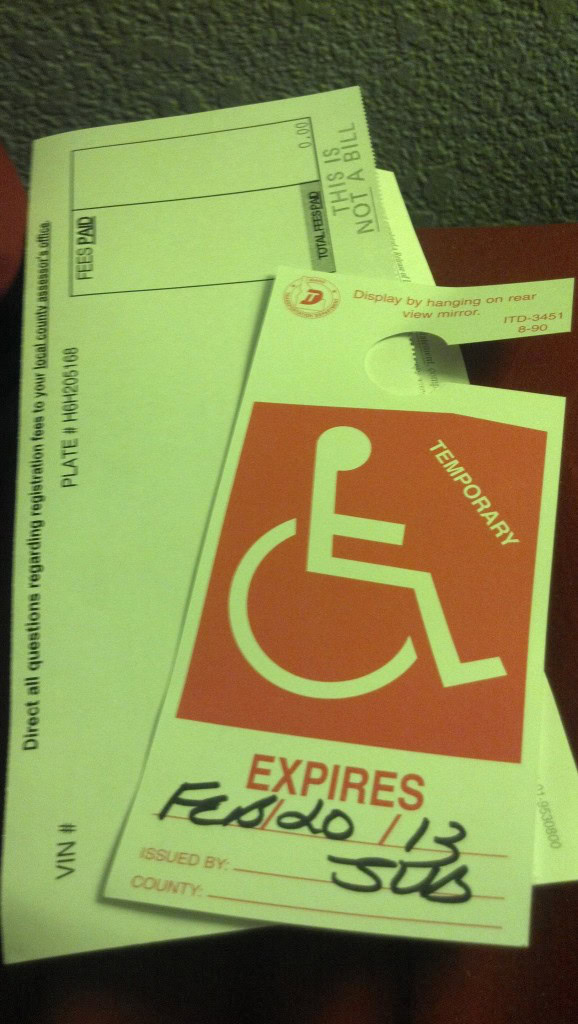 FEES PAID
0.00
TOTAL FEES PAID
THIS IS
NOT A BILL
Direct all questions regarding registration fees to your local county assessor's office
PLATE # H6H205168
VIN #
Display by hanging on rear
view mirror.
ITD-3451
8-90
TEMPORARY
EXPIRES
FEB/20/13
ISSUED BY: SUB
COUNTY: